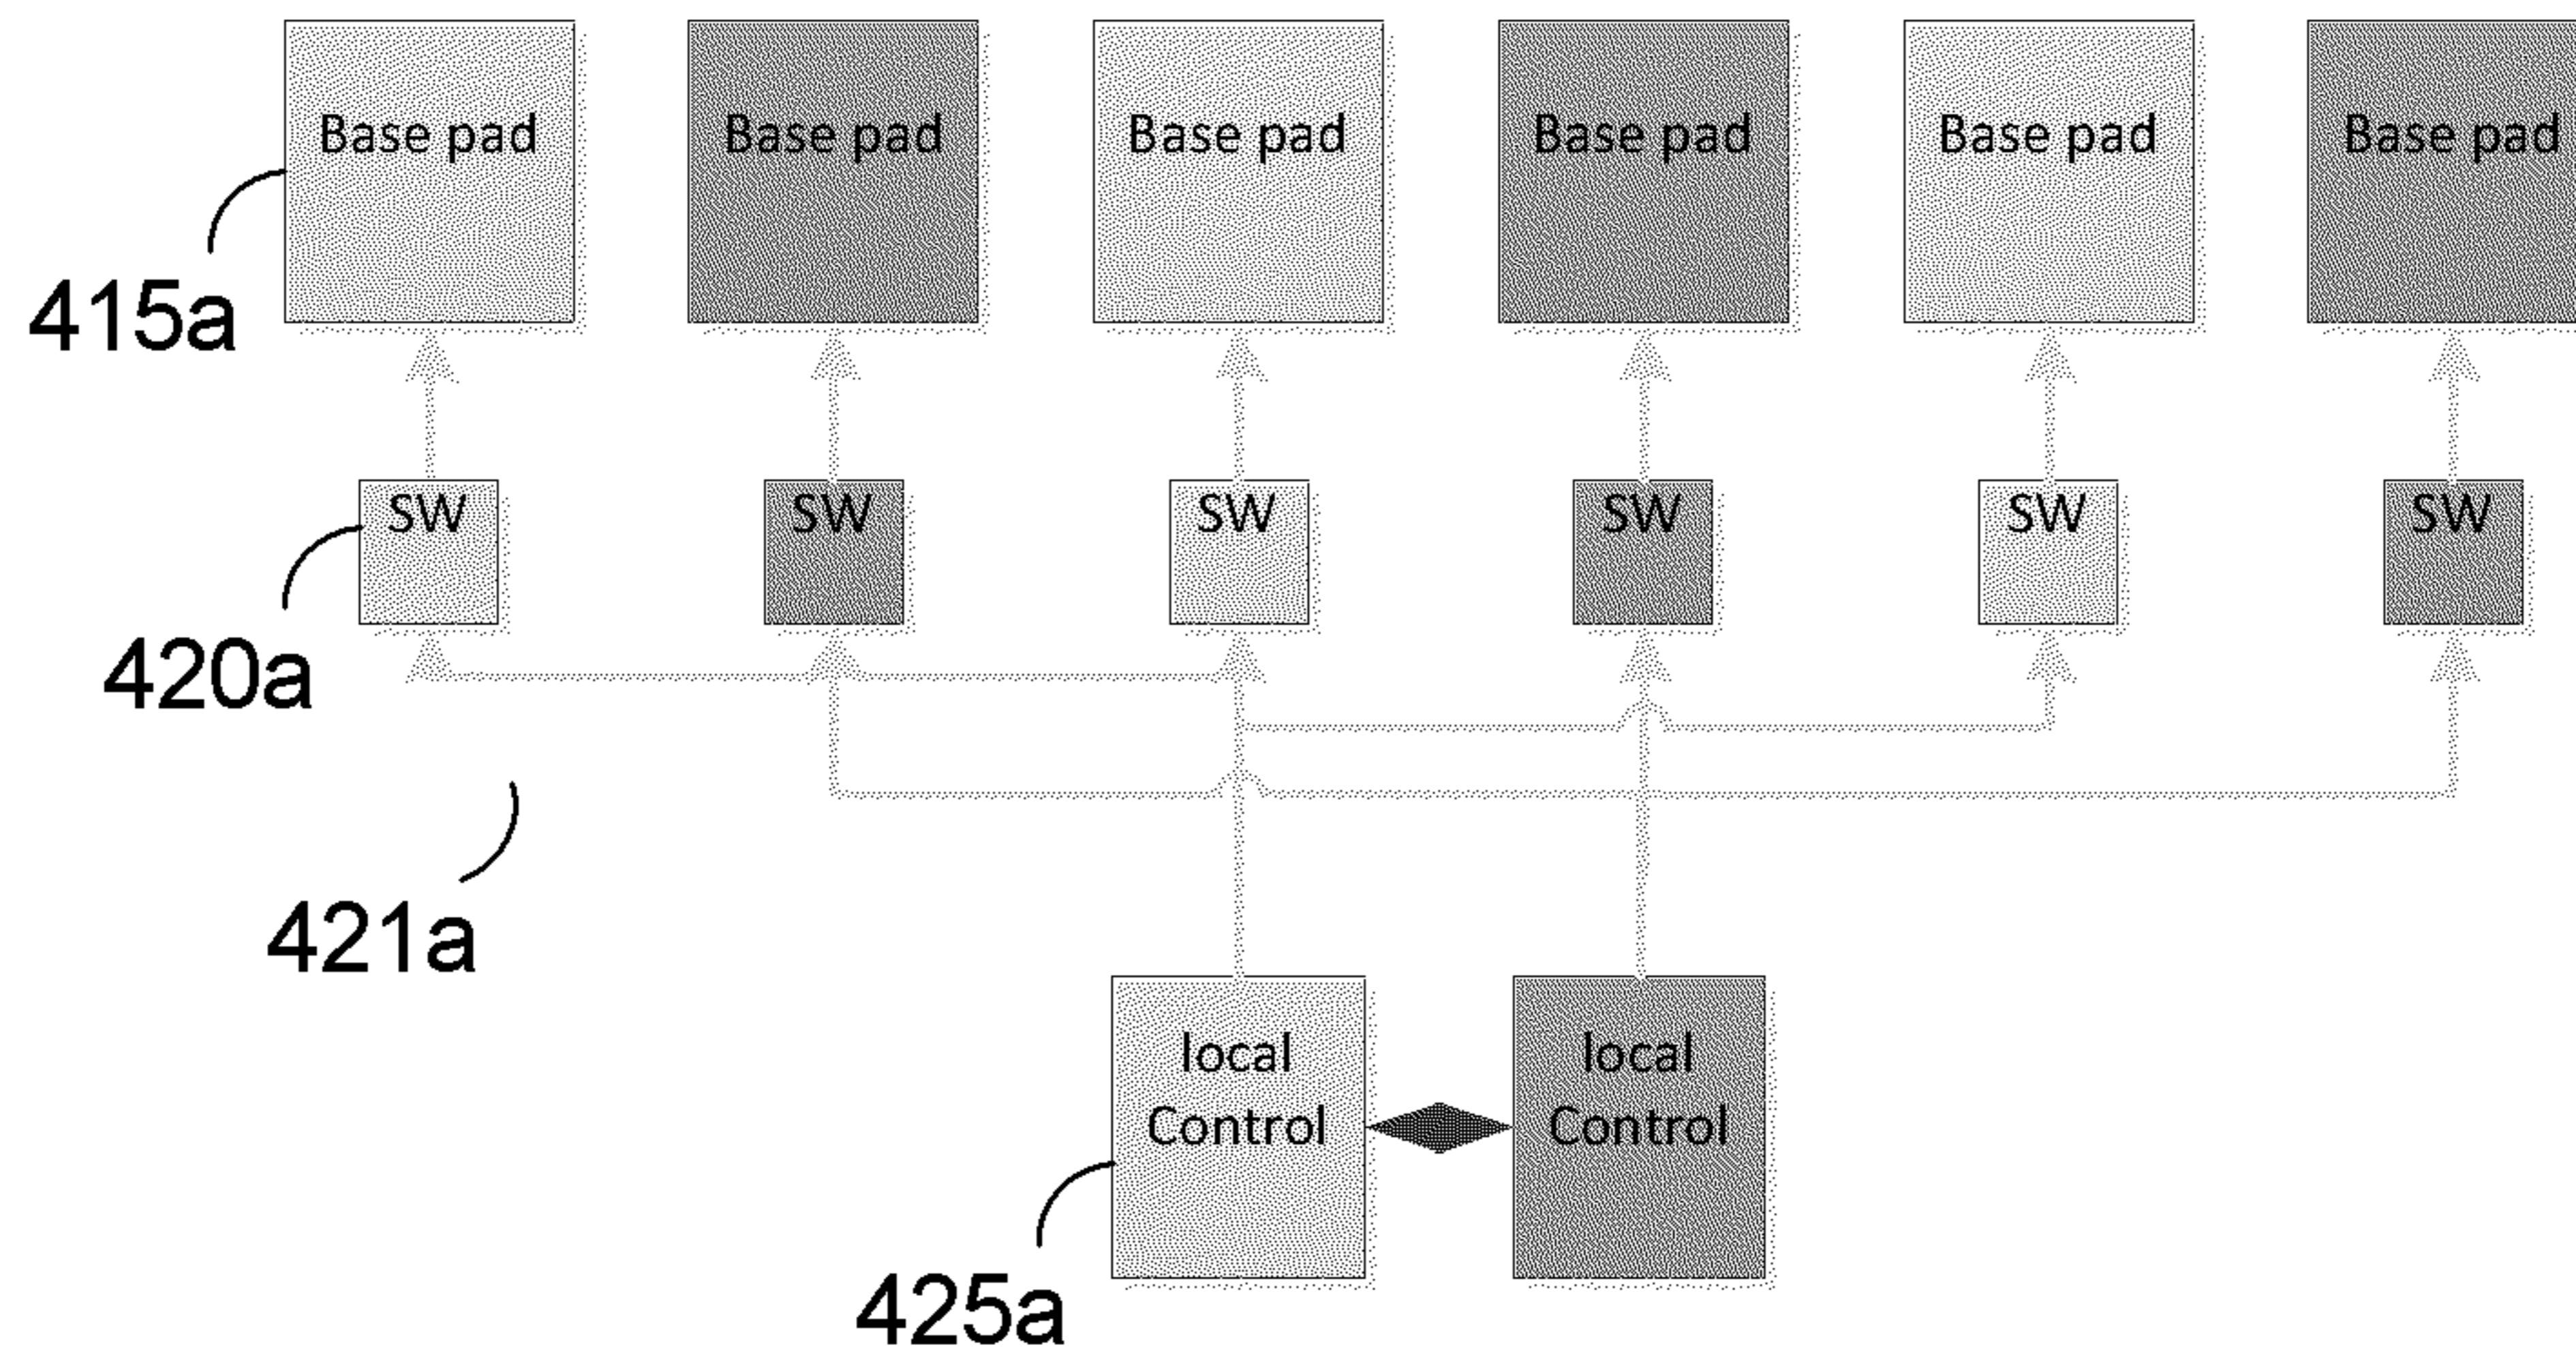 Base pad Base pad Base pad Base pad Base pad Base pad
415a
SW SW SW SW SW SW
420a
421a
local local
Control Control
425a